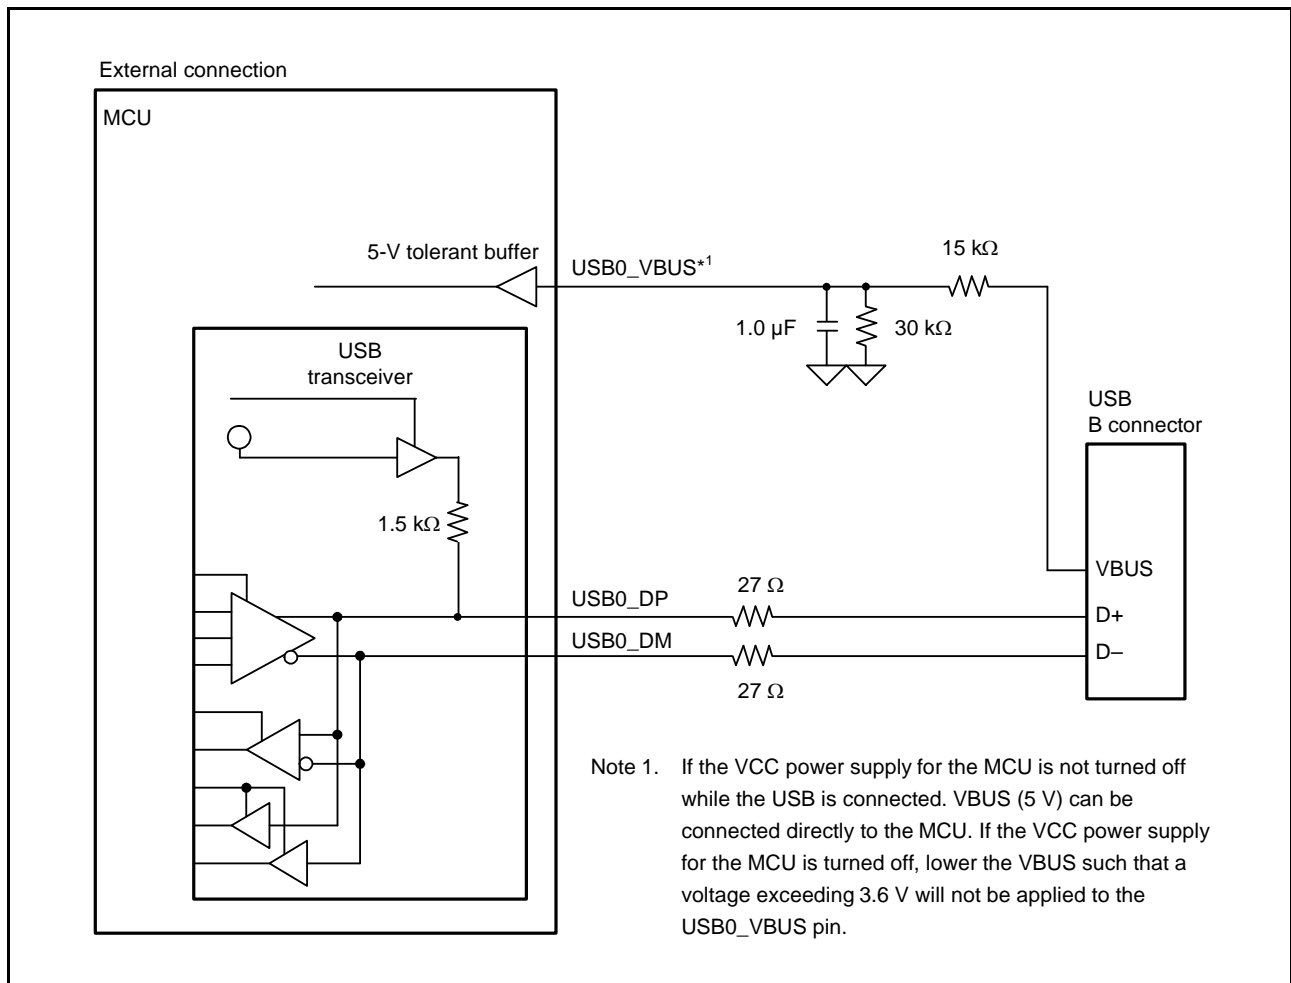 External connection
MCU
5-V tolerant buffer
USB0_VBUS*1
15 kΩ
1.0 µF
30 kΩ
USB
transceiver
USB
B connector
1.5 kΩ
VBUS
27 Ω
USB0_DP
D+
USB0_DM
D–
27 Ω
Note 1. If the VCC power supply for the MCU is not turned off
while the USB is connected. VBUS (5 V) can be
connected directly to the MCU. If the VCC power supply
for the MCU is turned off, lower the VBUS such that a
voltage exceeding 3.6 V will not be applied to the
USB0_VBUS pin.